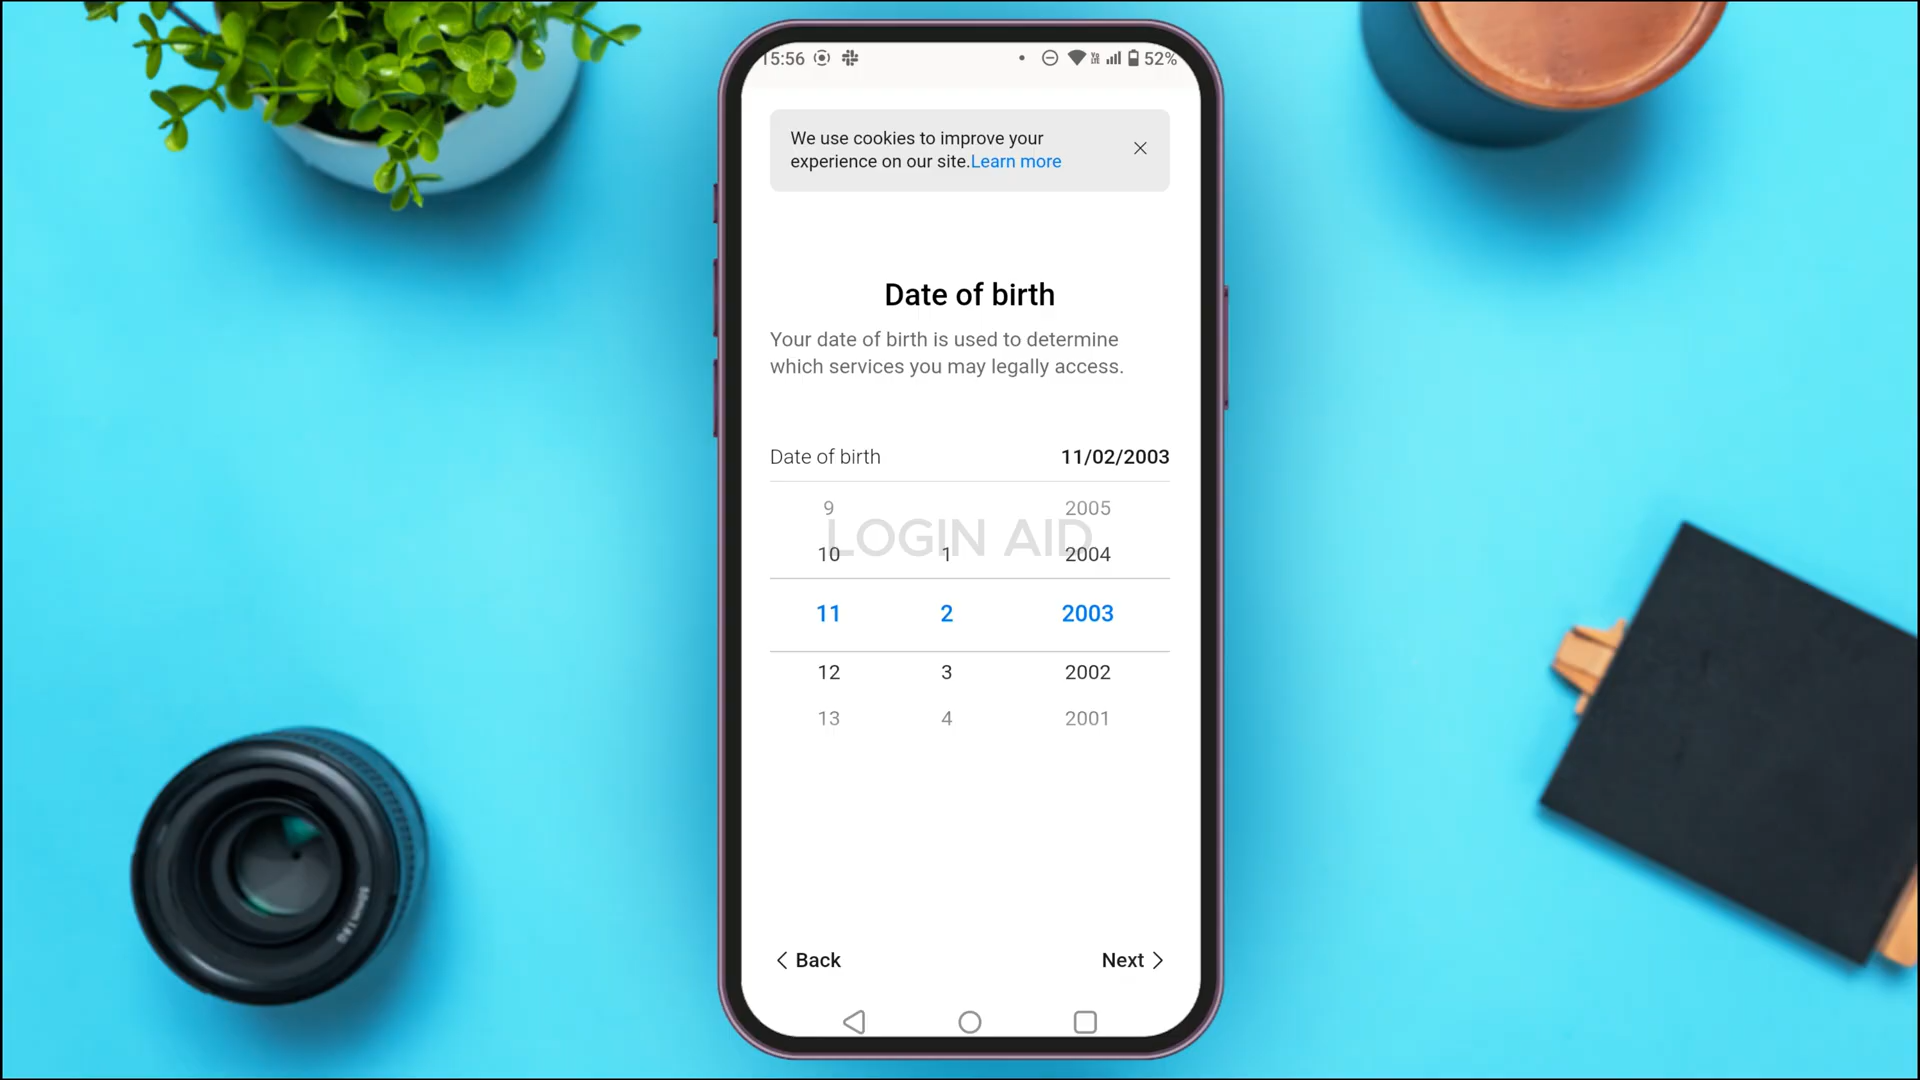 15:56
52%
We use cookies to improve your
experience on our site.Learn more
Date of birth
Your date of birth is used to determine
which services you may legally access.
Date of birth 11/02/2003
9 2005
LOGIN AID
10 1 2004
11 2 2003
12 3 2002
13 4 2001
Back Next